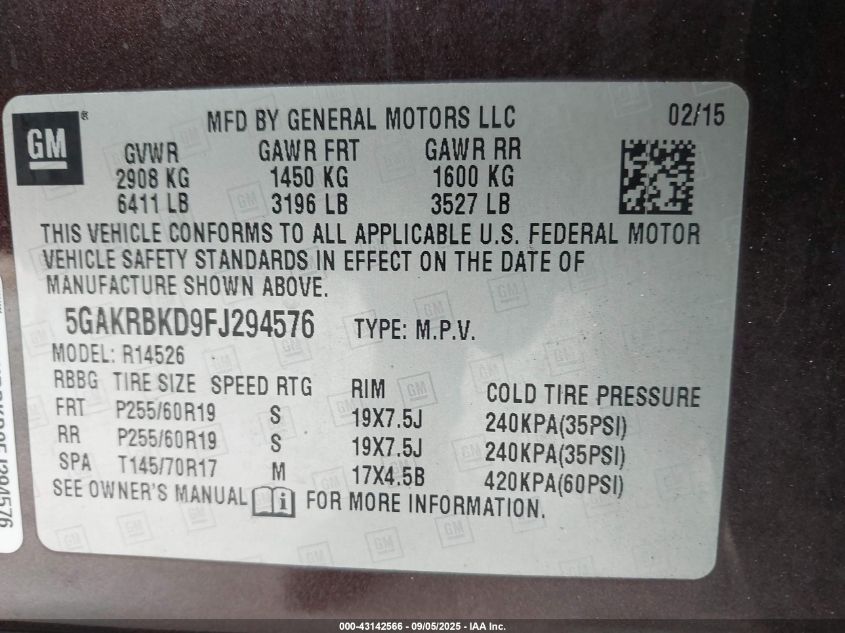 GM ®
MFD BY GENERAL MOTORS LLC 02/15
GVWR GAWR FRT GAWR RR
2908 KG 1450 KG 1600 KG
6411 LB 3196 LB 3527 LB
THIS VEHICLE CONFORMS TO ALL APPLICABLE U.S. FEDERAL MOTOR
VEHICLE SAFETY STANDARDS IN EFFECT ON THE DATE OF
MANUFACTURE SHOWN ABOVE.
5GAKRBKD9FJ294576 TYPE: M.P.V.
MODEL: R14526
RBBG TIRE SIZE SPEED RTG RIM COLD TIRE PRESSURE
FRT P255/60R19 S 19X7.5J 240KPA(35PSI)
RR P255/60R19 S 19X7.5J 240KPA(35PSI)
SPA T145/70R17 M 17X4.5B 420KPA(60PSI)
SEE OWNER'S MANUAL i FOR MORE INFORMATION.
000-43142566 - 09/05/2025 - IAA Inc.